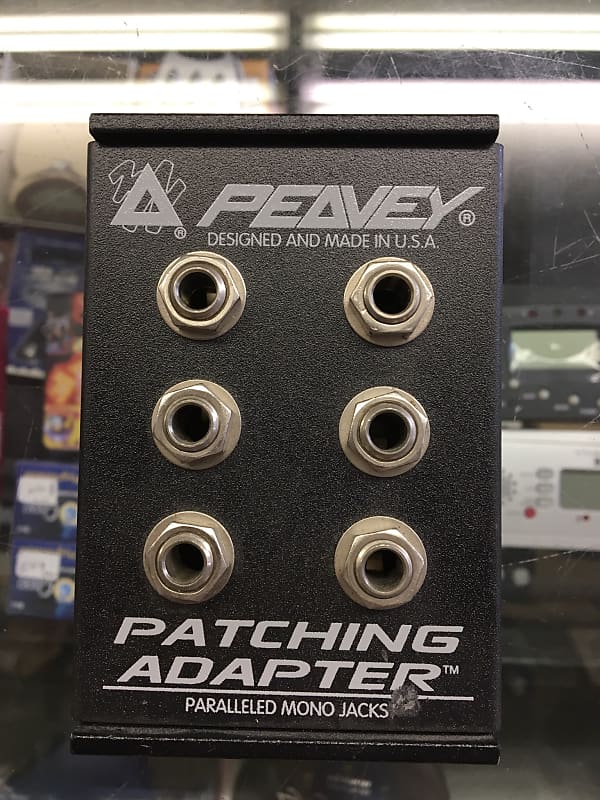 PEAVEY®
®
DESIGNED AND MADE IN U.S.A.
PATCHING
ADAPTER™
PARALLELED MONO JACKS